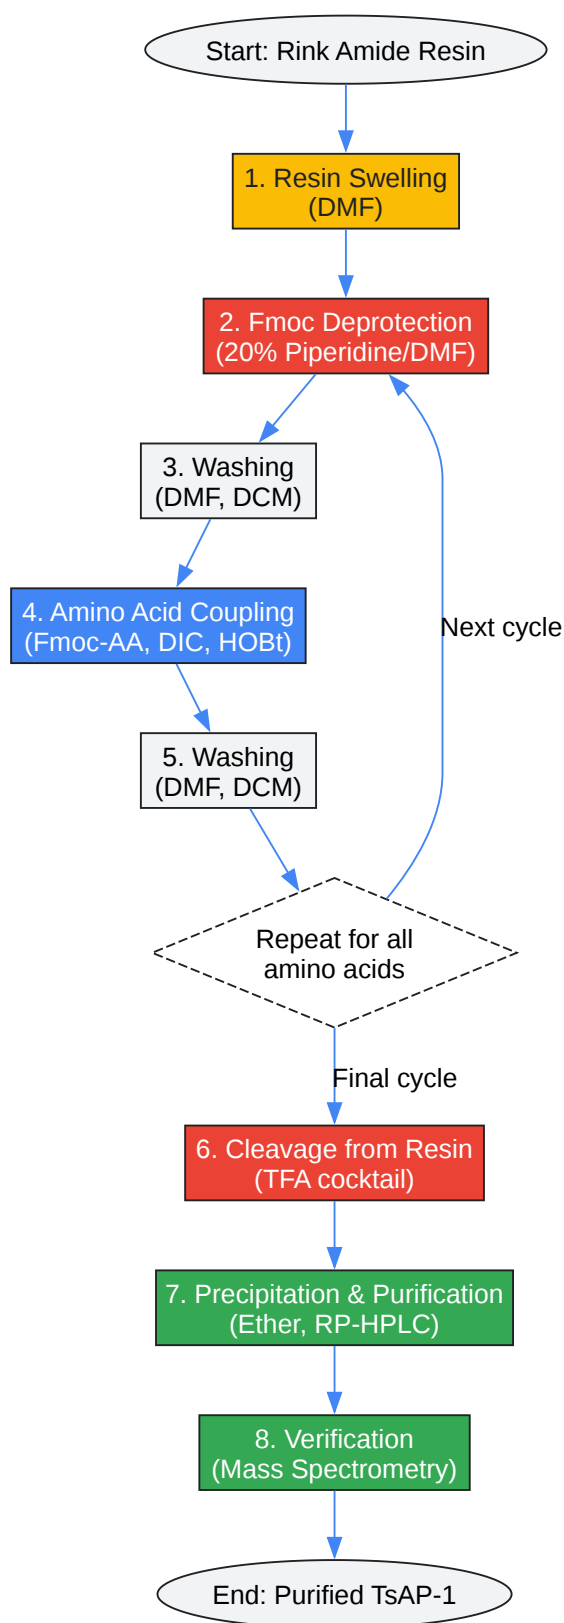 Start: Rink Amide Resin
1. Resin Swelling
(DMF)
2. Fmoc Deprotection
(20% Piperidine/DMF)
3. Washing
(DMF, DCM)
4. Amino Acid Coupling
(Fmoc-AA, DIC, HOBt)
Next cycle
5. Washing
(DMF, DCM)
Repeat for all
amino acids
Final cycle
6. Cleavage from Resin
(TFA cocktail)
7. Precipitation & Purification
(Ether, RP-HPLC)
8. Verification
(Mass Spectrometry)
End: Purified TsAP-1